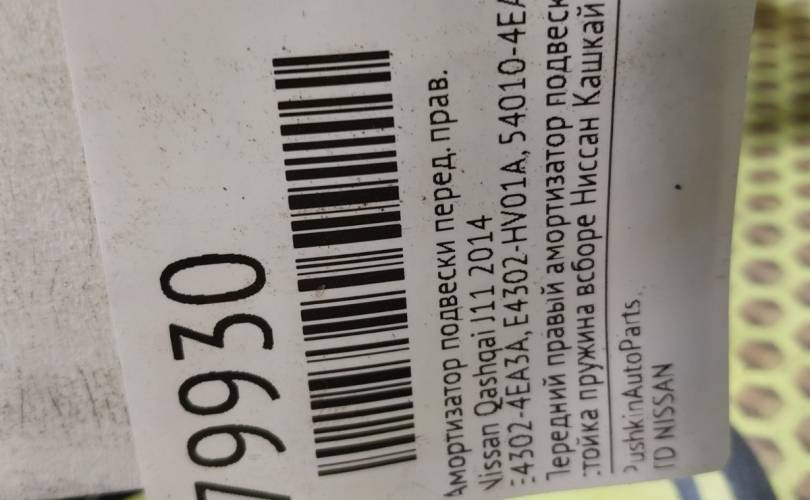 79930
Амортизатор подвески перед. прав.
Nissan Qashqai J11 2014
E4302-4EA3A, E4302-HV01A, 54010-4EA
Передний правый амортизатор подвеск
стойка пружина всборе Ниссан Кашкай
PushkinAutoParts
TD NISSAN